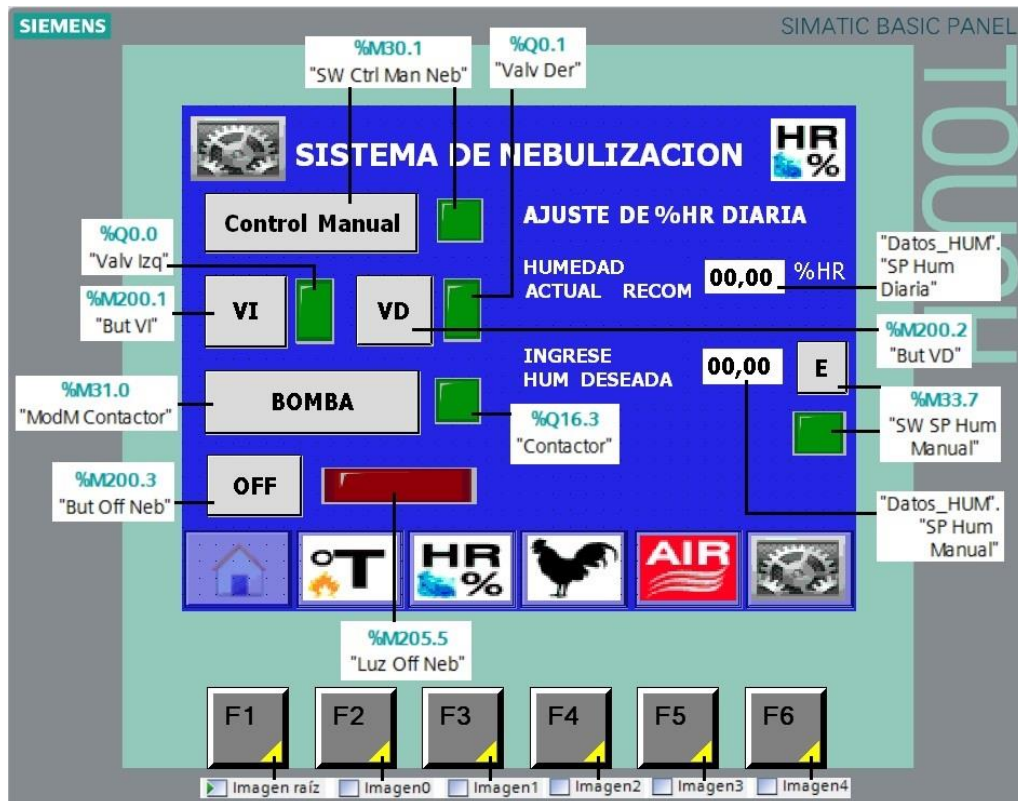 SIEMENS
SIMATIC BASIC PANEL
TOUCH
%M30.1
"SW Ctrl Man Neb"
%Q0.1
"Valv Der"
SISTEMA DE NEBULIZACION
HR
%
Control Manual
AJUSTE DE %HR DIARIA
%Q0.0
"Valv Izq"
HUMEDAD
ACTUAL RECOM
00,00
%HR
"Datos_HUM".
"SP Hum
Diaria"
%M200.1
"But VI"
VI
VD
%M200.2
"But VD"
INGRESE
HUM DESEADA
00,00
E
%M31.0
"ModM Contactor"
BOMBA
%Q16.3
"Contactor"
%M33.7
"SW SP Hum
Manual"
%M200.3
"But Off Neb"
OFF
"Datos_HUM".
"SP Hum
Manual"
°T
HR
%
AIR
%M205.5
"Luz Off Neb"
F1
F2
F3
F4
F5
F6
Imagen raíz
Imagen0
Imagen1
Imagen2
Imagen3
Imagen4